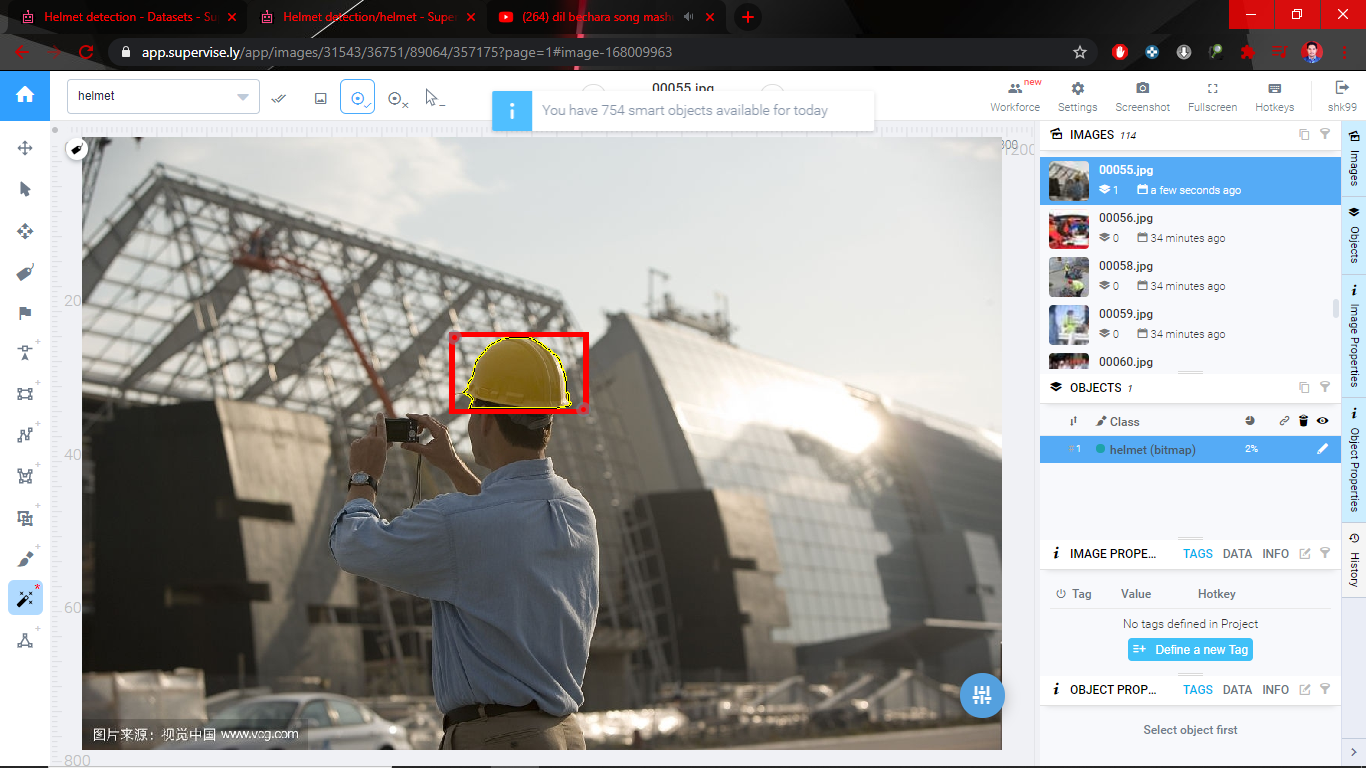 Helmet detection - Datasets - Su
Helmet detection/helmet - Super
(264) dil bechara song mash
app.supervise.ly/app/images/31543/36751/89064/357175?page=1#image-168009963
helmet
00055.jpg
You have 754 smart objects available for today
Workforce
new
Settings
Screenshot
Fullscreen
Hotkeys
shk99
20
40
60
800
1200
图片来源：视觉中国 www.vcg.com
IMAGES 114
00055.jpg
1 a few seconds ago
00056.jpg
0 34 minutes ago
00058.jpg
0 34 minutes ago
00059.jpg
0 34 minutes ago
00060.jpg
OBJECTS 1
Class
#1 helmet (bitmap) 2%
IMAGE PROPE... TAGS DATA INFO
Tag Value Hotkey
No tags defined in Project
Define a new Tag
OBJECT PROP... TAGS DATA INFO
Select object first
Images
Objects
Image Properties
Object Properties
History